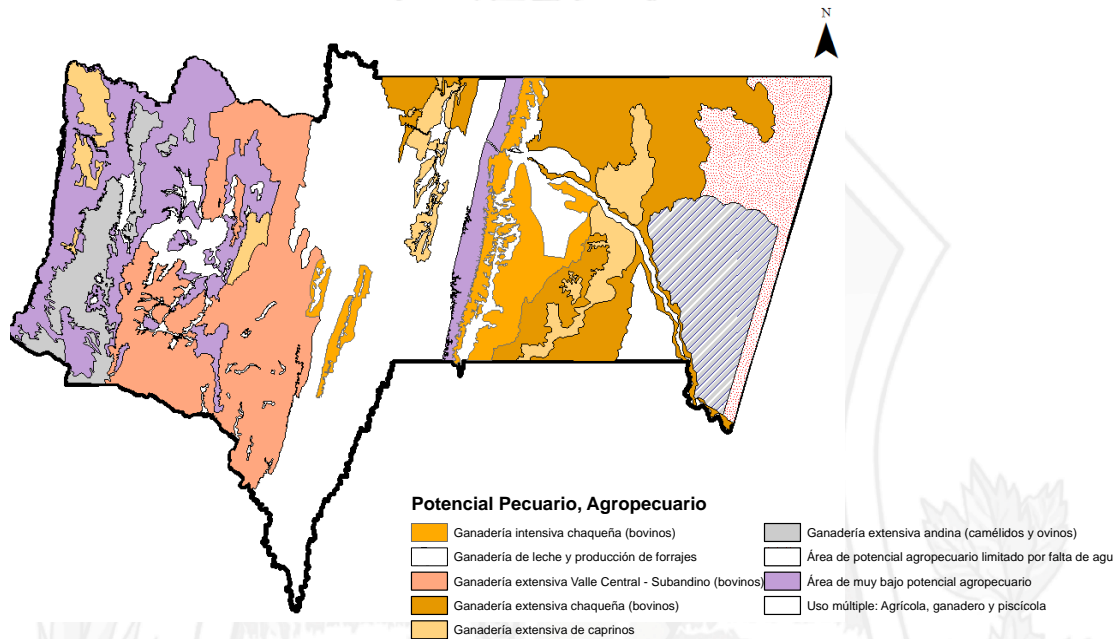 N
Potencial Pecuario, Agropecuario
Ganadería intensiva chaqueña (bovinos)
Ganadería de leche y producción de forrajes
Ganadería extensiva Valle Central - Subandino (bovinos)
Ganadería extensiva chaqueña (bovinos)
Ganadería extensiva de caprinos
Ganadería extensiva andina (camélidos y ovinos)
Área de potencial agropecuario limitado por falta de agu
Área de muy bajo potencial agropecuario
Uso múltiple: Agrícola, ganadero y piscícola